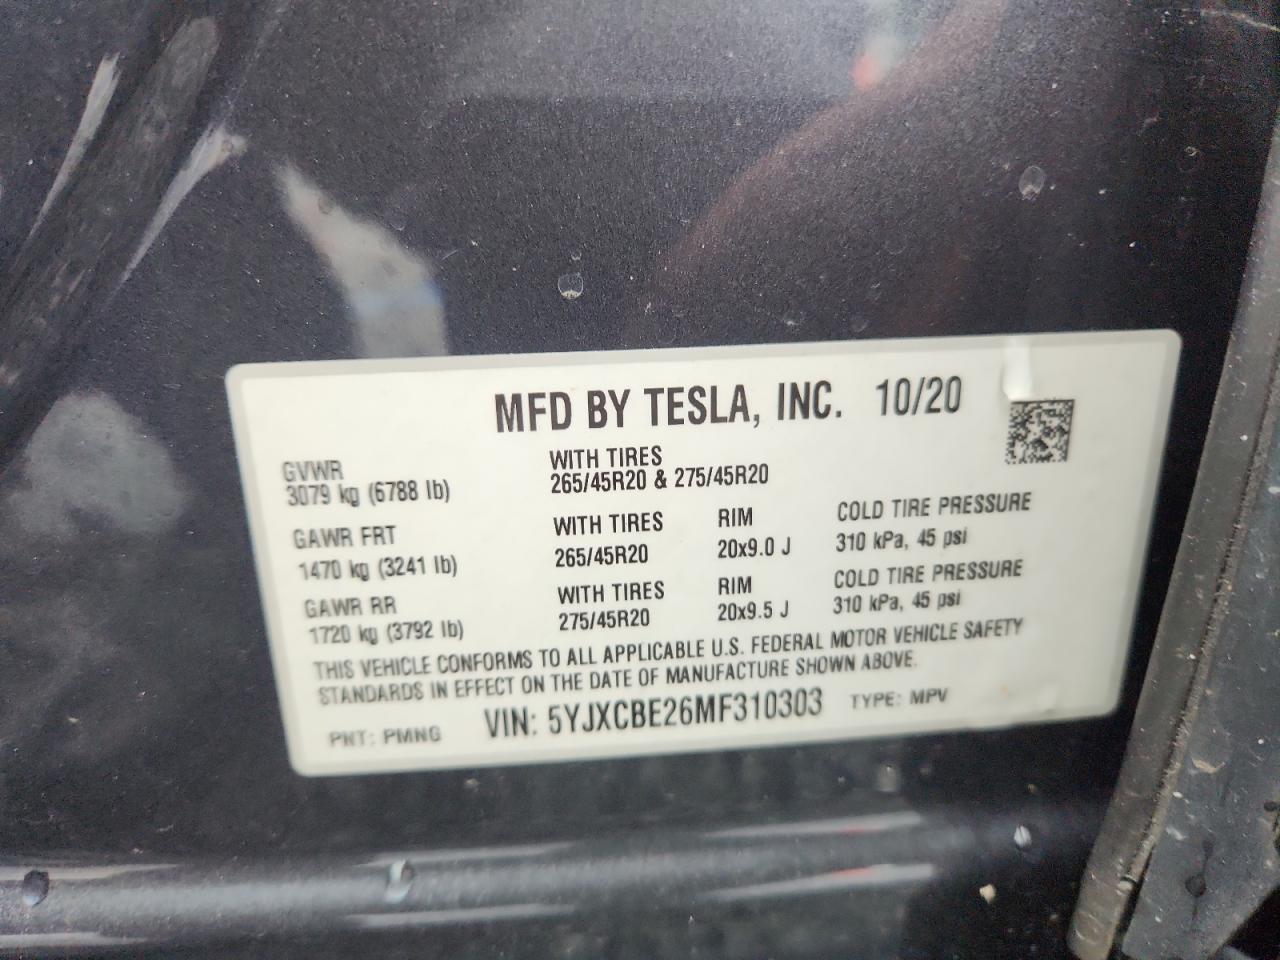 MFD BY TESLA, INC. 10/20
GVWR
3079 kg (6788 lb)
WITH TIRES
265/45R20 & 275/45R20
GAWR FRT
1470 kg (3241 lb)
WITH TIRES
265/45R20
RIM
20x9.0 J
COLD TIRE PRESSURE
310 kPa, 45 psi
GAWR RR
1720 kg (3792 lb)
WITH TIRES
275/45R20
RIM
20x9.5 J
COLD TIRE PRESSURE
310 kPa, 45 psi
THIS VEHICLE CONFORMS TO ALL APPLICABLE U.S. FEDERAL MOTOR VEHICLE SAFETY
STANDARDS IN EFFECT ON THE DATE OF MANUFACTURE SHOWN ABOVE.
PNT: PMNG VIN: 5YJXCBE26MF310303 TYPE: MPV